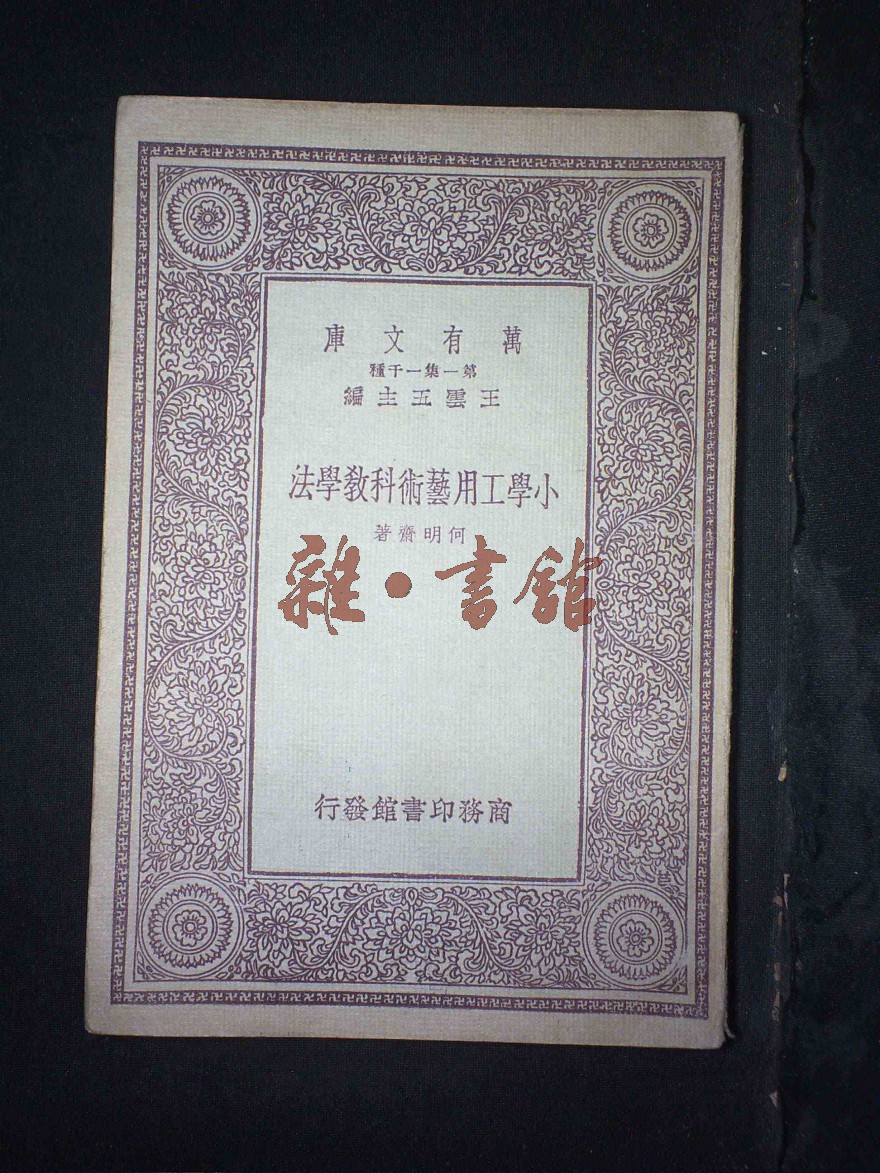 萬有文庫
第一集一千種
王雲五主編
小學工用藝術科教學法
何明齋著
雜·書館
商務印書館發行